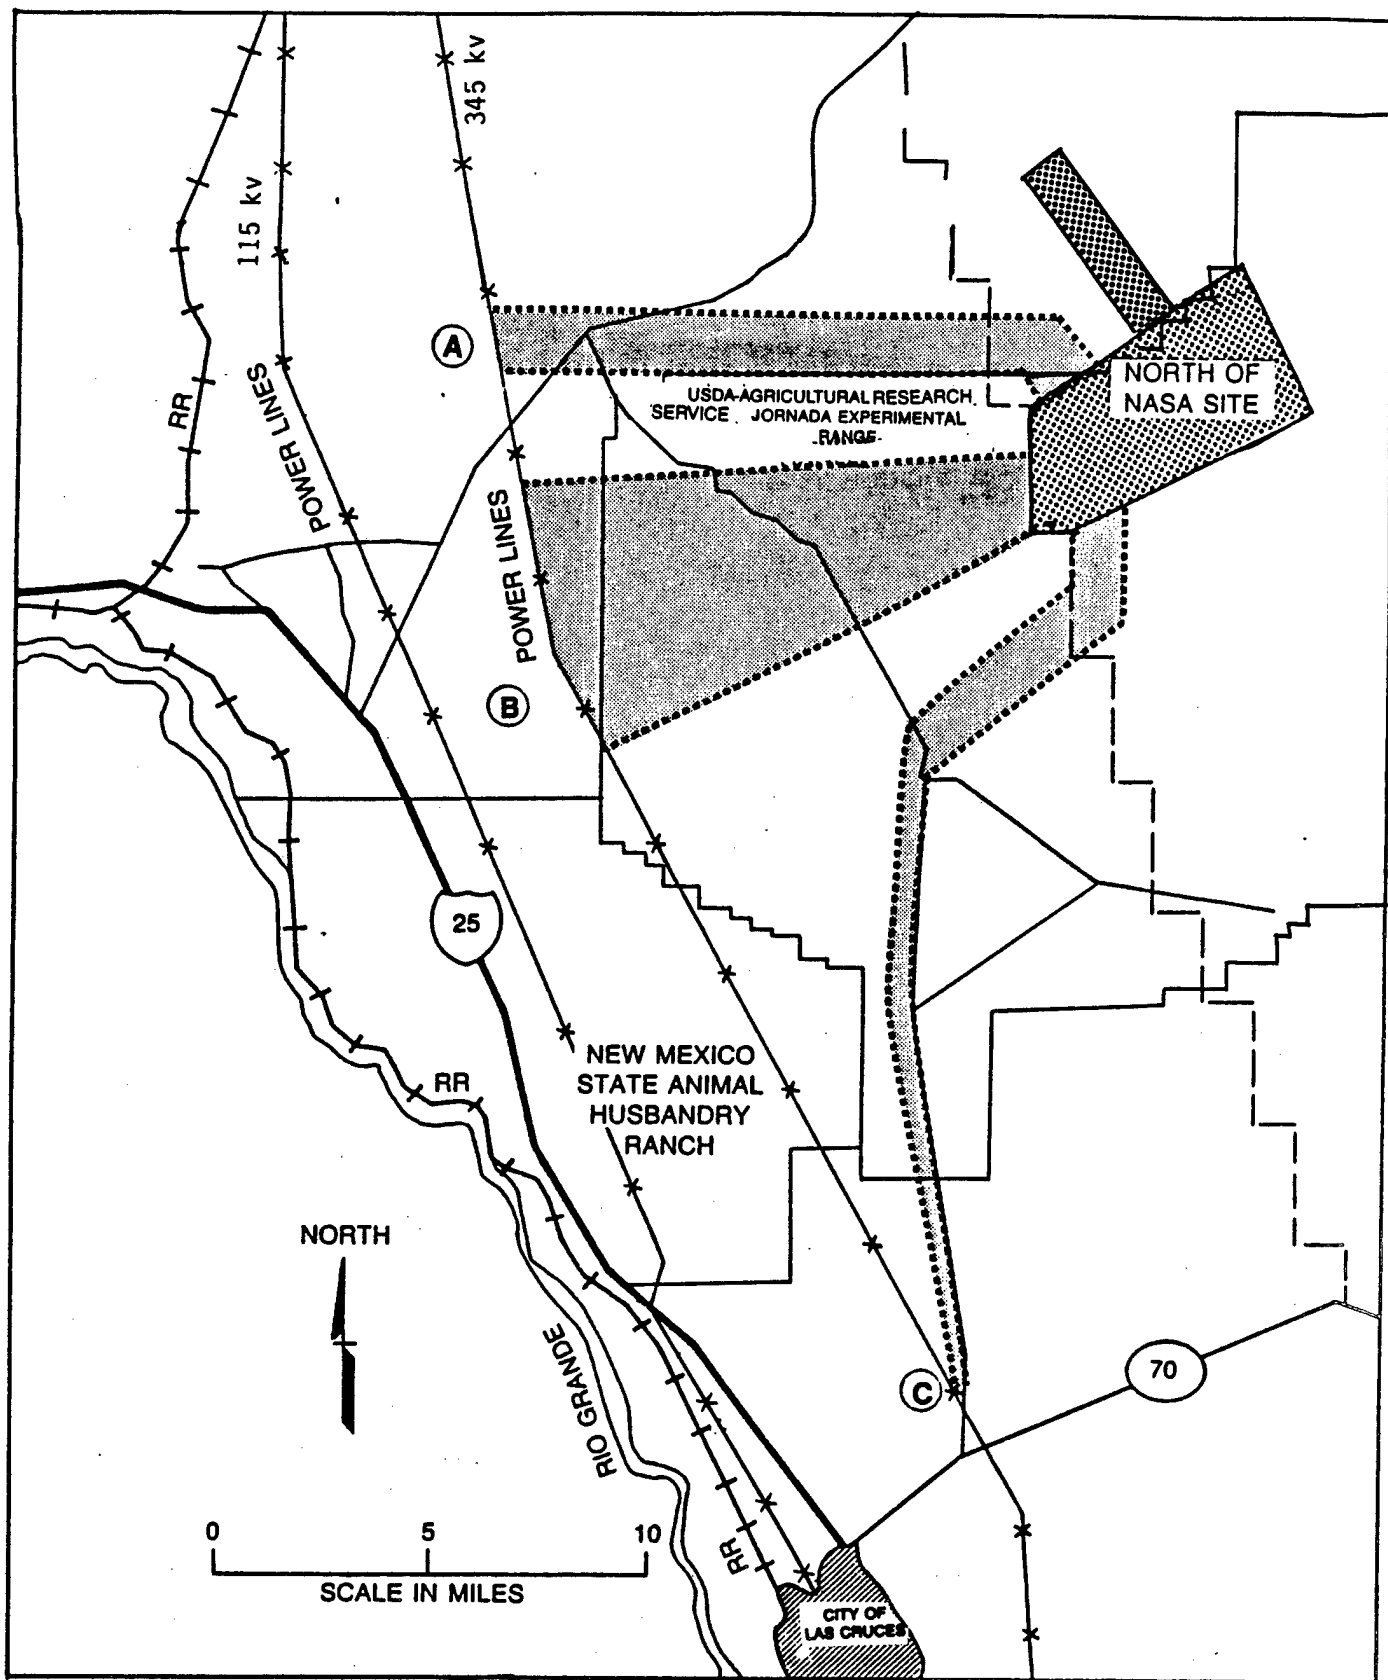 345 kv
115 kv
A
RR
POWER LINES
NORTH OF
NASA SITE
USDA-AGRICULTURAL RESEARCH
SERVICE . JORNADA EXPERIMENTAL
RANGE
POWER LINES
B
25
NEW MEXICO
STATE ANIMAL
HUSBANDRY
RANCH
RR
NORTH
RIO GRANDE
C
70
0 5 10
SCALE IN MILES
RR
CITY OF
LAS CRUCES